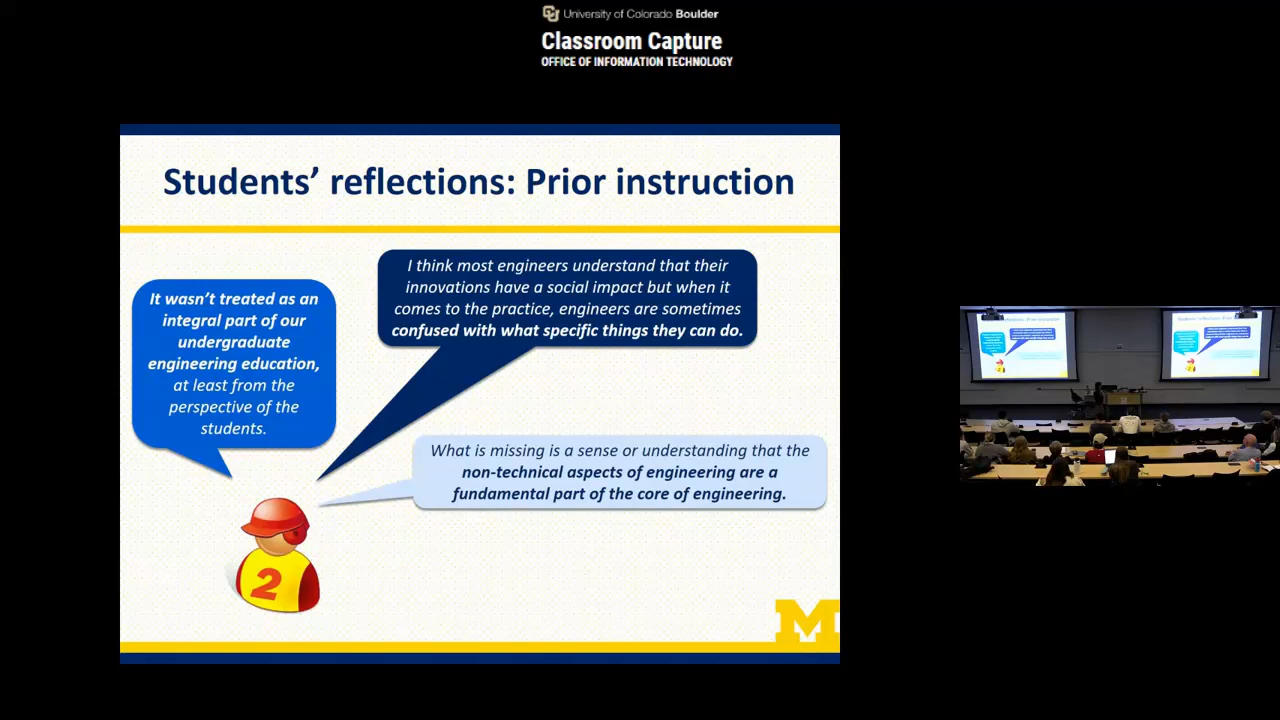 University of Colorado Boulder
Classroom Capture
OFFICE OF INFORMATION TECHNOLOGY
Students’ reflections: Prior instruction
It wasn’t treated as an
integral part of our
undergraduate
engineering education,
at least from the
perspective of the
students.
I think most engineers understand that their
innovations have a social impact but when it
comes to the practice, engineers are sometimes
confused with what specific things they can do.
What is missing is a sense or understanding that the
non-technical aspects of engineering are a
fundamental part of the core of engineering.
2
M
Students' reflections: Prior